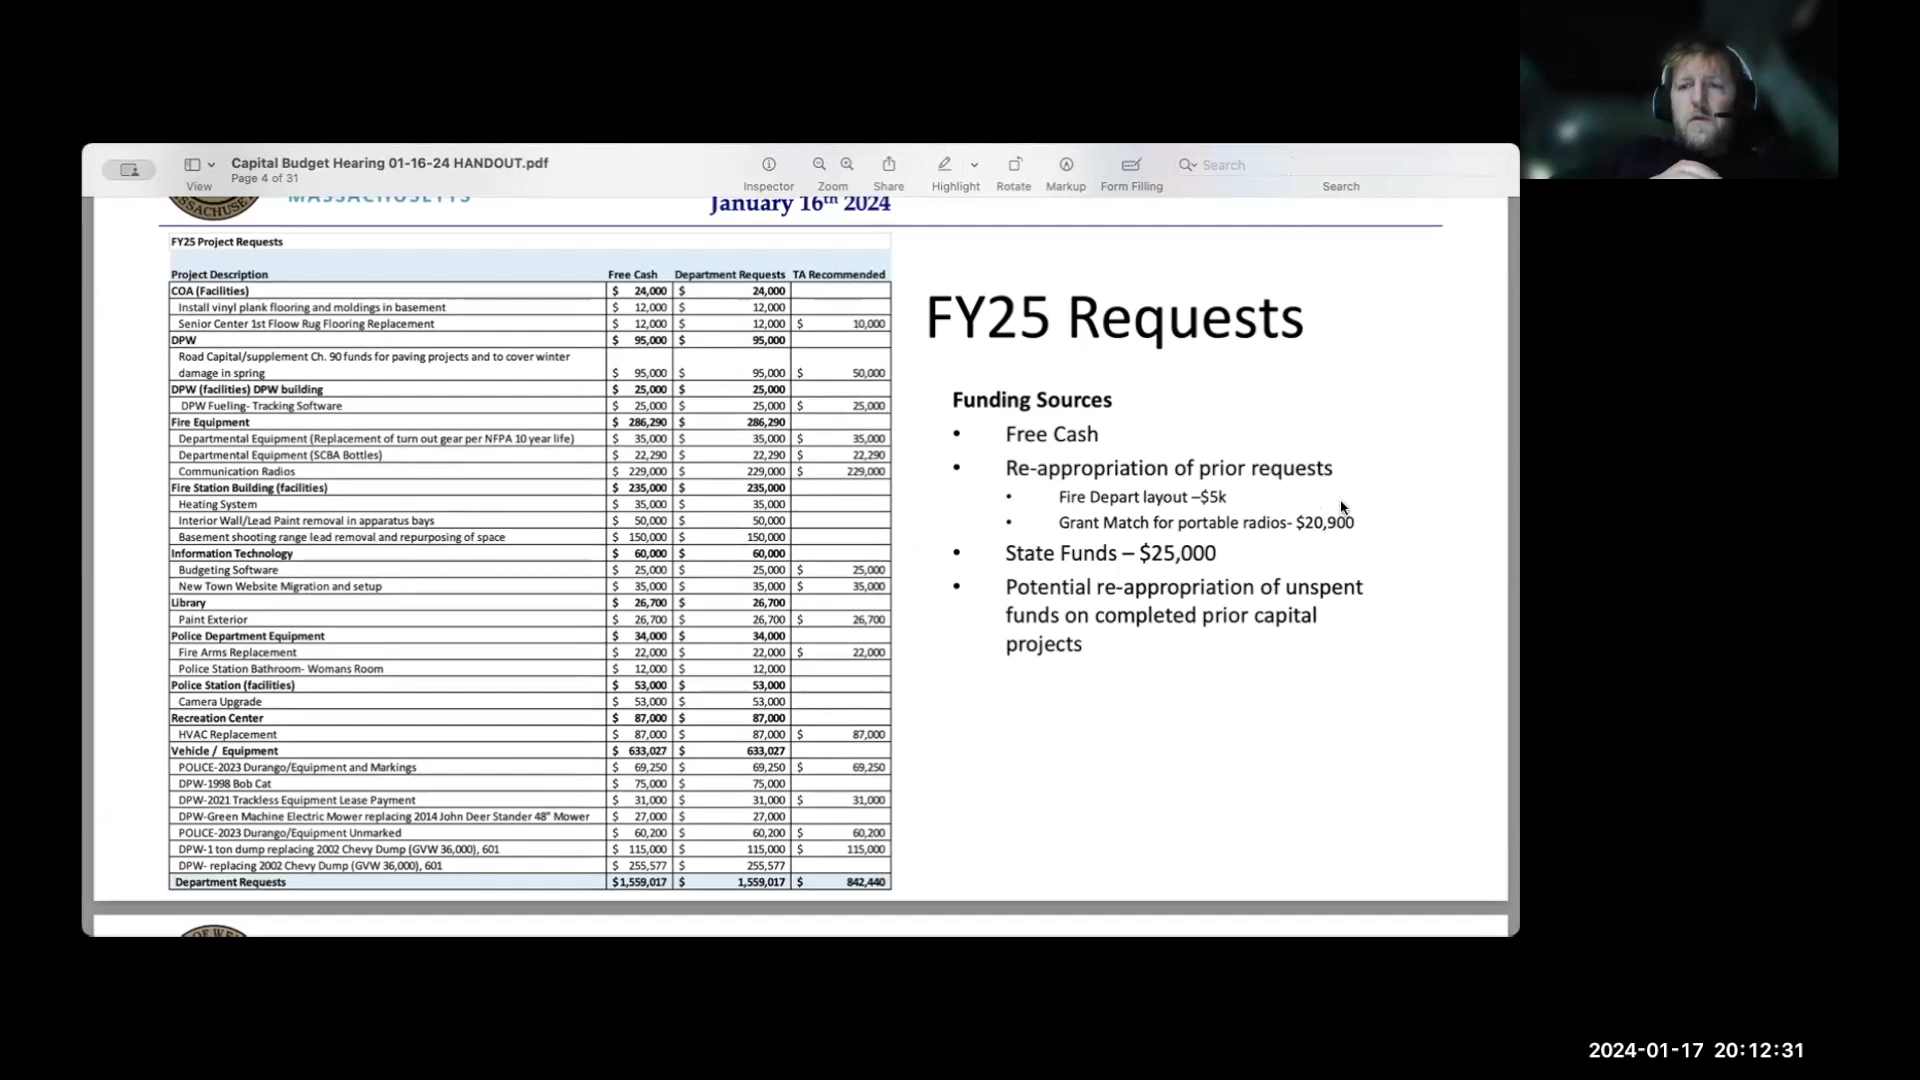 Capital Budget Hearing 01-16-24 HANDOUT.pdf
Page 4 of 31
View
Inspector
Zoom
Share
Highlight
Rotate
Markup
Form Filling
Search
Search
MASSACHUSETTS
January 16th 2024
FY25 Project Requests
Project Description Free Cash Department Requests TA Recommended
COA (Facilities) $ 24,000 $ 24,000
Install vinyl plank flooring and moldings in basement $ 12,000 $ 12,000
Senior Center 1st Floow Rug Flooring Replacement $ 12,000 $ 12,000 $ 10,000
DPW $ 95,000 $ 95,000
Road Capital/supplement Ch. 90 funds for paving projects and to cover winter
damage in spring $ 95,000 $ 95,000 $ 50,000
DPW (facilities) DPW building $ 25,000 $ 25,000
DPW Fueling- Tracking Software $ 25,000 $ 25,000 $ 25,000
Fire Equipment $ 286,290 $ 286,290
Departmental Equipment (Replacement of turn out gear per NFPA 10 year life) $ 35,000 $ 35,000 $ 35,000
Departmental Equipment (SCBA Bottles) $ 22,290 $ 22,290 $ 22,290
Communication Radios $ 229,000 $ 229,000 $ 229,000
Fire Station Building (facilities) $ 235,000 $ 235,000
Heating System $ 35,000 $ 35,000
Interior Wall/Lead Paint removal in apparatus bays $ 50,000 $ 50,000
Basement shooting range lead removal and repurposing of space $ 150,000 $ 150,000
Information Technology $ 60,000 $ 60,000
Budgeting Software $ 25,000 $ 25,000 $ 25,000
New Town Website Migration and setup $ 35,000 $ 35,000 $ 35,000
Library $ 26,700 $ 26,700
Paint Exterior $ 26,700 $ 26,700 $ 26,700
Police Department Equipment $ 34,000 $ 34,000
Fire Arms Replacement $ 22,000 $ 22,000 $ 22,000
Police Station Bathroom- Womans Room $ 12,000 $ 12,000
Police Station (facilities) $ 53,000 $ 53,000
Camera Upgrade $ 53,000 $ 53,000
Recreation Center $ 87,000 $ 87,000
HVAC Replacement $ 87,000 $ 87,000 $ 87,000
Vehicle / Equipment $ 633,027 $ 633,027
POLICE-2023 Durango/Equipment and Markings $ 69,250 $ 69,250 $ 69,250
DPW-1998 Bob Cat $ 75,000 $ 75,000
DPW-2021 Trackless Equipment Lease Payment $ 31,000 $ 31,000 $ 31,000
DPW-Green Machine Electric Mower replacing 2014 John Deer Stander 48" Mower $ 27,000 $ 27,000
POLICE-2023 Durango/Equipment Unmarked $ 60,200 $ 60,200 $ 60,200
DPW-1 ton dump replacing 2002 Chevy Dump (GVW 36,000), 601 $ 115,000 $ 115,000 $ 115,000
DPW- replacing 2002 Chevy Dump (GVW 36,000), 601 $ 255,577 $ 255,577
Department Requests $1,559,017 $ 1,559,017 $ 842,440
FY25 Requests
Funding Sources
• Free Cash
• Re-appropriation of prior requests
• Fire Depart layout –$5k
• Grant Match for portable radios- $20,900
• State Funds – $25,000
• Potential re-appropriation of unspent
funds on completed prior capital
projects
2024-01-17 20:12:31